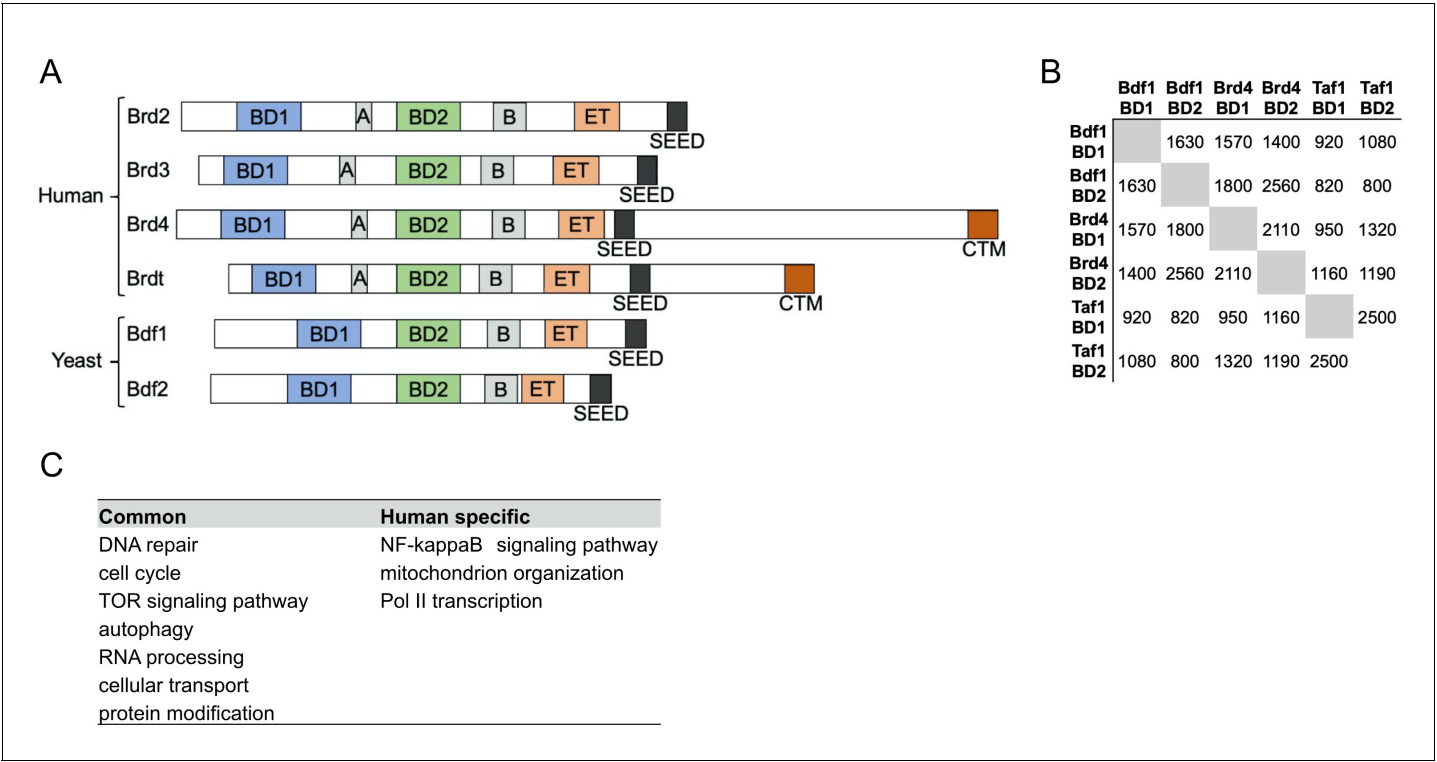 A
B
Human
Brd2 BD1 A BD2 B ET SEED
Brd3 BD1 A BD2 B ET SEED
Brd4 BD1 A BD2 B ET SEED CTM
Brdt BD1 A BD2 B ET SEED CTM
Yeast
Bdf1 BD1 BD2 B ET SEED
Bdf2 BD1 BD2 B ET SEED
Bdf1 Bdf1 Brd4 Brd4 Taf1 Taf1
BD1 BD2 BD1 BD2 BD1 BD2
Bdf1 BD1 1630 1570 1400 920 1080
Bdf1 BD2 1630 1800 2560 820 800
Brd4 BD1 1570 1800 2110 950 1320
Brd4 BD2 1400 2560 2110 1160 1190
Taf1 BD1 920 820 950 1160 2500
Taf1 BD2 1080 800 1320 1190 2500
C
Common Human specific
DNA repair NF-kappaB signaling pathway
cell cycle mitochondrion organization
TOR signaling pathway Pol II transcription
autophagy
RNA processing
cellular transport
protein modification